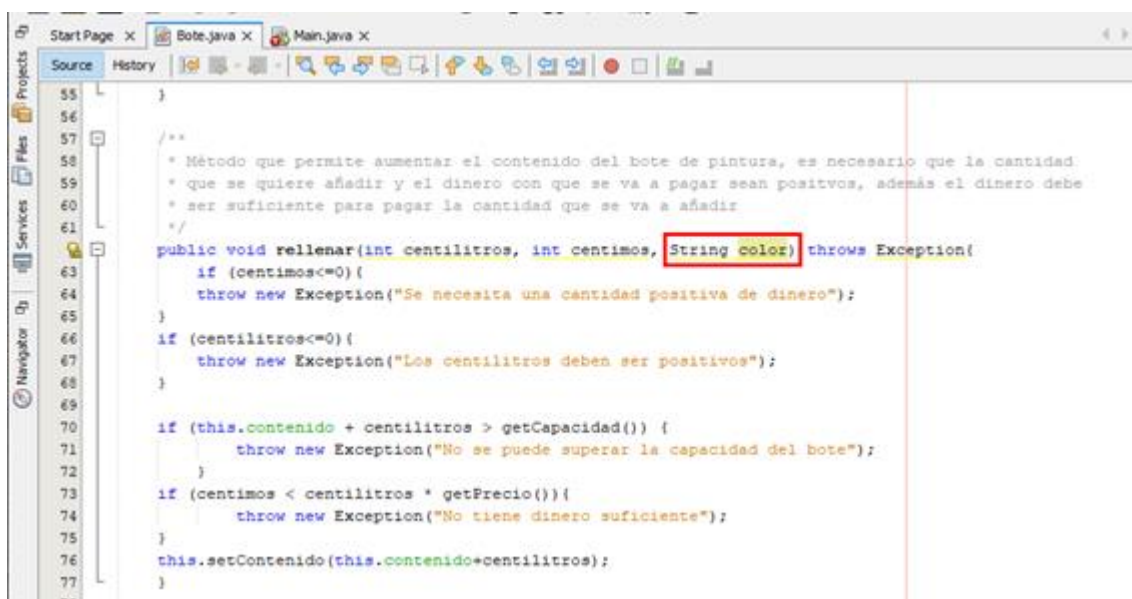 Start Page Bote.java Main.java
Source History
Projects
Files
Services
Navigator
55 }
56
57 /**
58 * Método que permite aumentar el contenido del bote de pintura, es necesario que la cantidad
59 * que se quiere añadir y el dinero con que se va a pagar sean positvos, además el dinero debe
60 * ser suficiente para pagar la cantidad que se va a añadir
61 */
public void rellenar(int centilitros, int centimos, String color) throws Exception{
63 if (centimos<=0){
64 throw new Exception("Se necesita una cantidad positiva de dinero");
65 }
66 if (centilitros<=0){
67 throw new Exception("Los centilitros deben ser positivos");
68 }
69
70 if (this.contenido + centilitros > getCapacidad()) {
71 throw new Exception("No se puede superar la capacidad del bote");
72 }
73 if (centimos < centilitros * getPrecio()){
74 throw new Exception("No tiene dinero suficiente");
75 }
76 this.setContenido(this.contenido+centilitros);
77 }